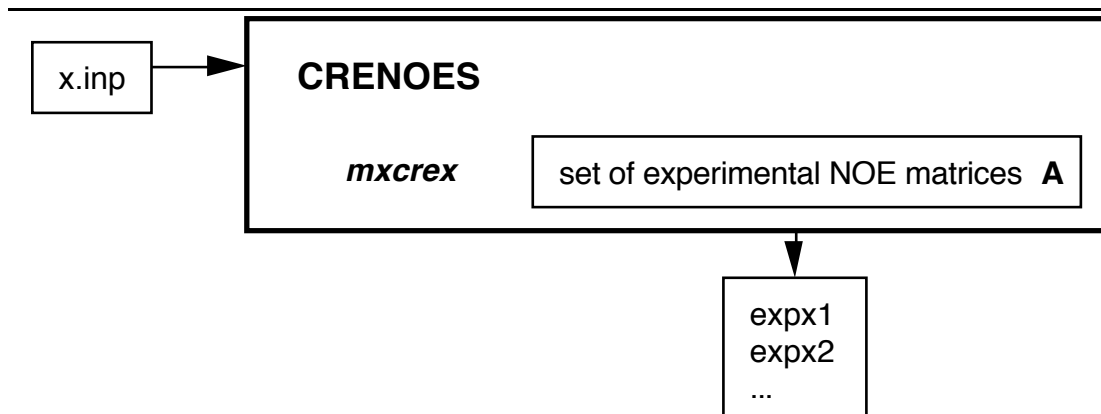 x.inp
CRENOES
mxcrex
set of experimental NOE matrices A
expx1
expx2
...